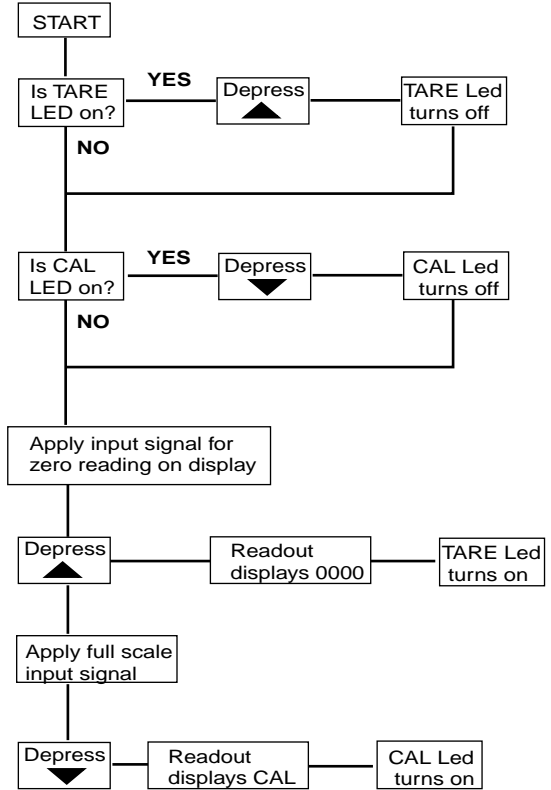 START
Is TARE
LED on?
YES
Depress
TARE Led
turns off
NO
Is CAL
LED on?
YES
Depress
CAL Led
turns off
NO
Apply input signal for
zero reading on display
Depress
Readout
displays 0000
TARE Led
turns on
Apply full scale
input signal
Depress
Readout
displays CAL
CAL Led
turns on